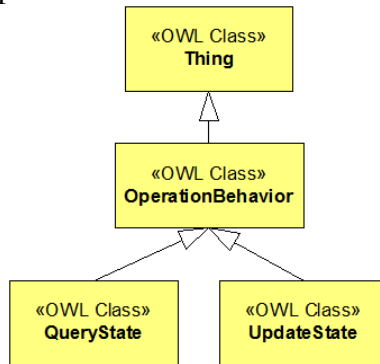 «OWL Class»
Thing
«OWL Class»
OperationBehavior
«OWL Class»
QueryState
«OWL Class»
UpdateState